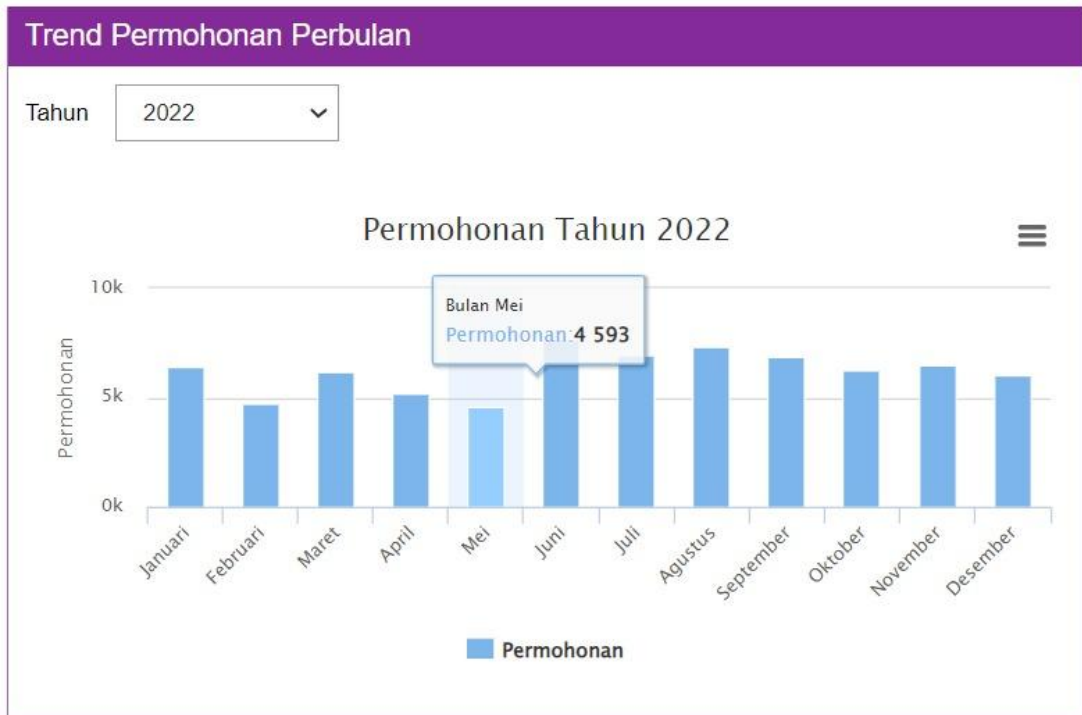 Trend Permohonan Perbulan
Tahun 2022
Permohonan Tahun 2022
10k
5k
0k
Permohonan
Bulan Mei
Permohonan:4 593
Januari
Februari
Maret
April
Mei
Juni
Juli
Agustus
September
Oktober
November
Desember
Permohonan